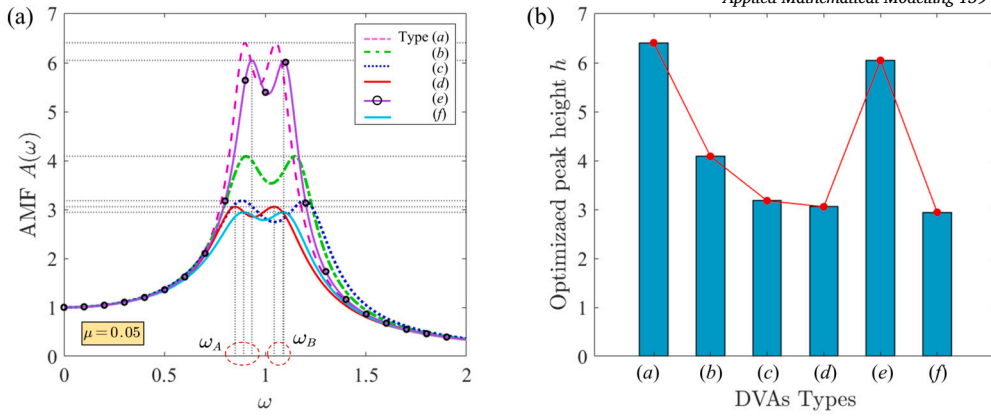 Applied Mathematical Modelling 139
(a)
7
6
5
4
3
2
1
0
AMF A(ω)
Type (a)
(b)
(c)
(d)
(e)
(f)
μ = 0.05
ω_A
ω_B
0 0.5 1 1.5 2
ω
(b)
7
6
5
4
3
2
1
0
Optimized peak height h
(a) (b) (c) (d) (e) (f)
DVAs Types